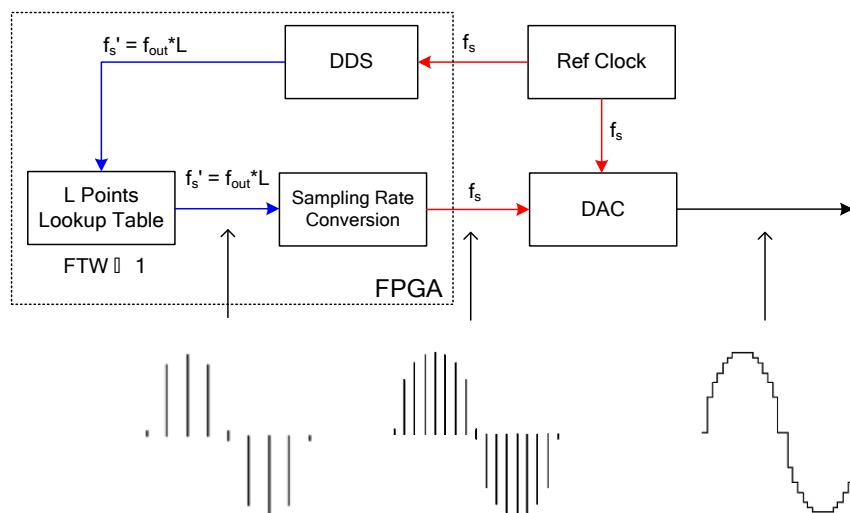 fs' = fout*L
DDS
fs
Ref Clock
fs
L Points
Lookup Table
fs' = fout*L
Sampling Rate
Conversion
fs
DAC
FTW 1
FPGA